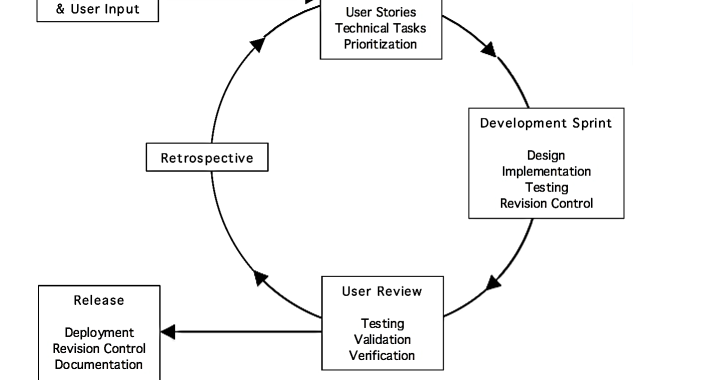 & User Input
User Stories
Technical Tasks
Prioritization
Development Sprint
Design
Implementation
Testing
Revision Control
Retrospective
User Review
Testing
Validation
Verification
Release
Deployment
Revision Control
Documentation